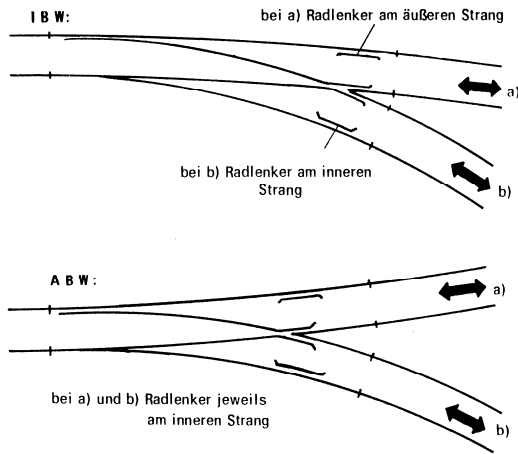 IBW:
bei a) Radlenker am äußeren Strang
a)
bei b) Radlenker am inneren
Strang
b)
ABW:
a)
bei a) und b) Radlenker jeweils
am inneren Strang
b)